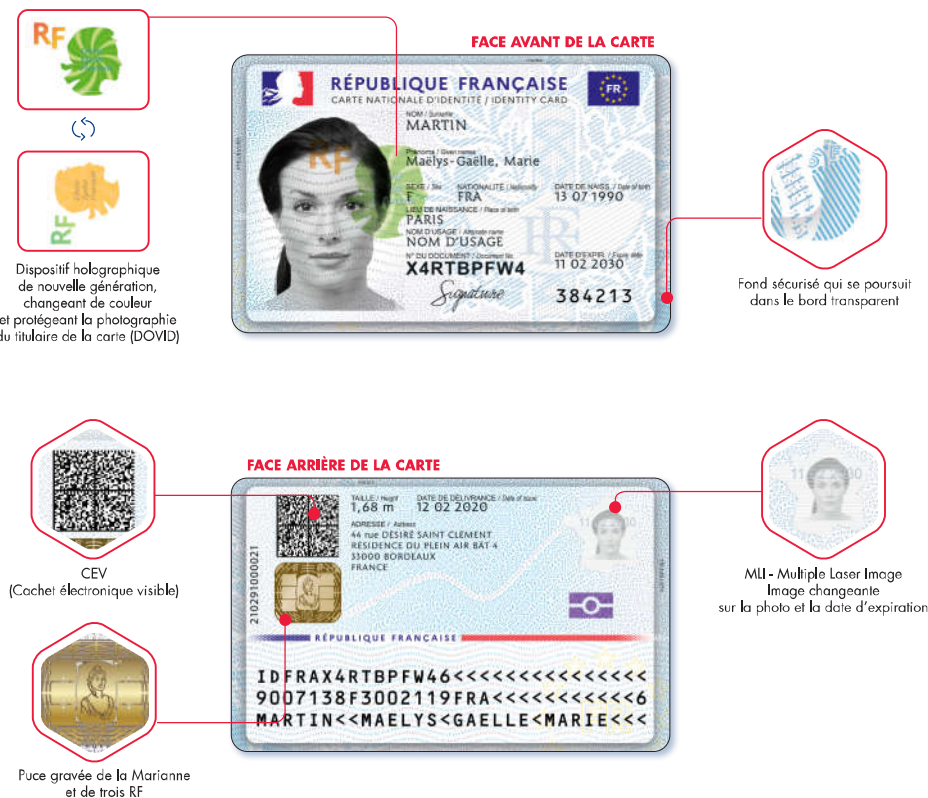 RF
FACE AVANT DE LA CARTE
RÉPUBLIQUE FRANÇAISE
FR
CARTE NATIONALE D'IDENTITÉ / IDENTITY CARD
NOM / Surname
MARTIN
Prénoms / Given names
Maëlys-Gaëlle, Marie
RF
SEXE / Sex NATIONALITÉ / Nationality DATE DE NAISS. / Date of birth
F FRA 13 07 1990
LIEU DE NAISSANCE / Place of birth
PARIS
NOM D'USAGE / Alternate name
NOM D'USAGE
N° DU DOCUMENT / Document No DATE D'EXPIR. / Expiry date
X4RTBPFW4 11 02 2030
Signature 384213
RF
RF
Dispositif holographique
de nouvelle génération,
changeant de couleur
et protégeant la photographie
du titulaire de la carte (DOVID)
Fond sécurisé qui se poursuit
dans le bord transparent
FACE ARRIÈRE DE LA CARTE
TAILLE / Height DATE DE DÉLIVRANCE / Date of issue
1,68 m 12 02 2020
ADRESSE / Address
44 rue DÉSIRÉ SAINT CLÉMENT
RÉSIDENCE DU PLEIN AIR BÂT 4
33000 BORDEAUX
FRANCE
210291000021
RÉPUBLIQUE FRANÇAISE
IDFRAX4RTBPFW46<<<<<<<<<<<<<<<
9007138F3002119FRA<<<<<<<<<<<6
MARTIN<<MAELYS<GAELLE<MARIE<<<
CEV
(Cachet électronique visible)
MLI - Multiple Laser Image
Image changeante
sur la photo et la date d'expiration
Puce gravée de la Marianne
et de trois RF